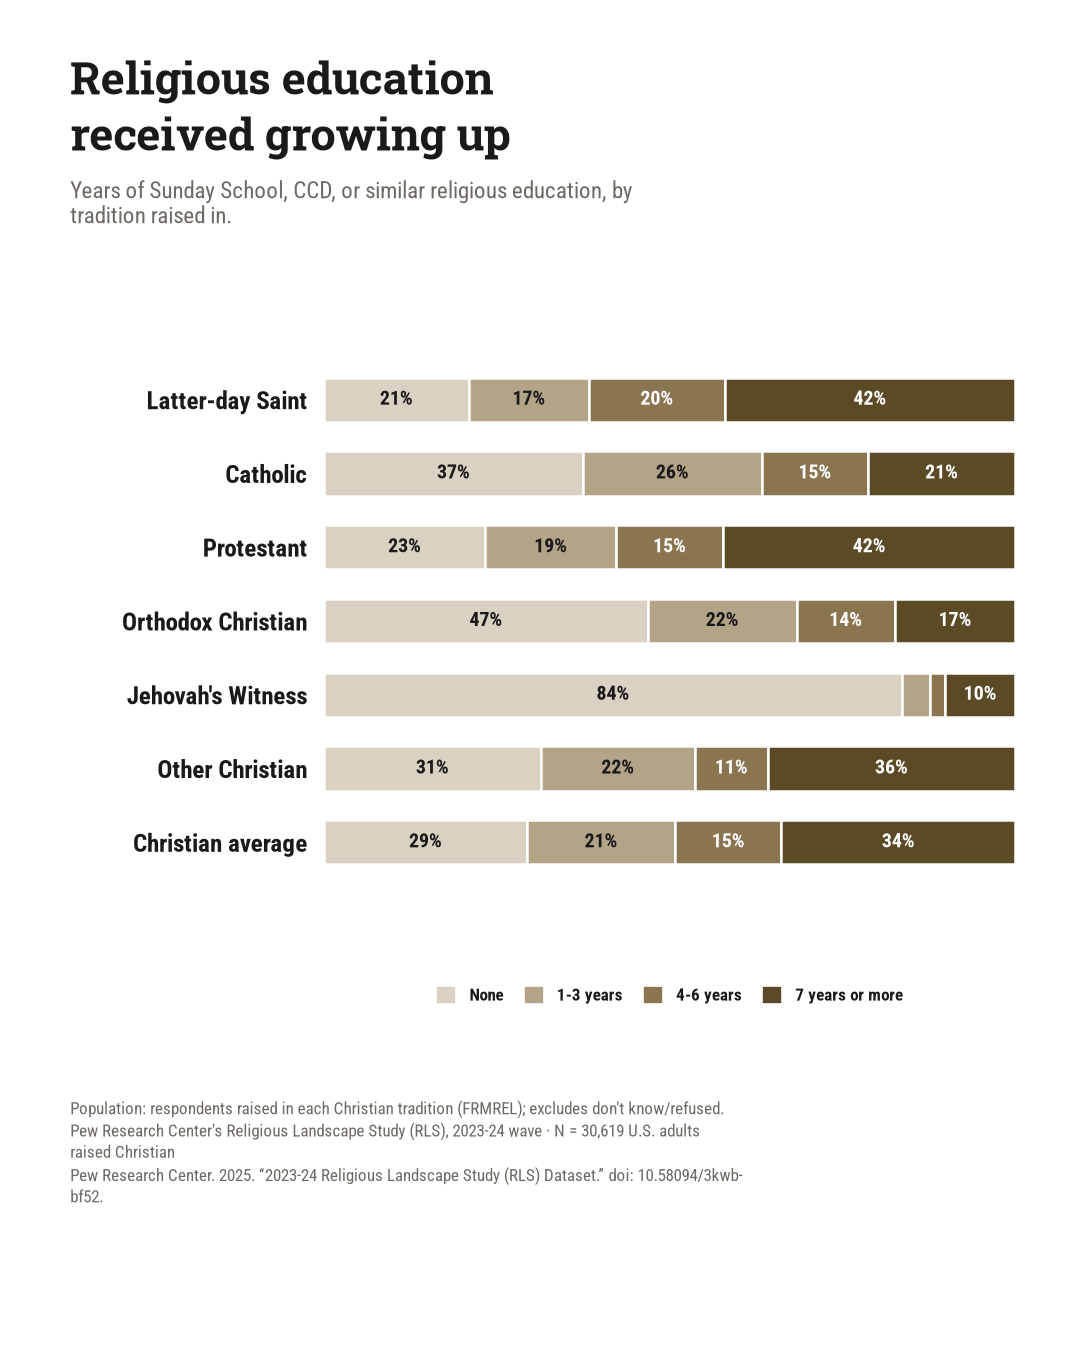 Religious education
received growing up
Years of Sunday School, CCD, or similar religious education, by
tradition raised in.
Latter-day Saint 21% 17% 20% 42%
Catholic 37% 26% 15% 21%
Protestant 23% 19% 15% 42%
Orthodox Christian 47% 22% 14% 17%
Jehovah's Witness 84% 10%
Other Christian 31% 22% 11% 36%
Christian average 29% 21% 15% 34%
None 1-3 years 4-6 years 7 years or more
Population: respondents raised in each Christian tradition (FRMREL); excludes don't know/refused.
Pew Research Center's Religious Landscape Study (RLS), 2023-24 wave · N = 30,619 U.S. adults
raised Christian
Pew Research Center. 2025. “2023-24 Religious Landscape Study (RLS) Dataset.” doi: 10.58094/3kwb-
bf52.